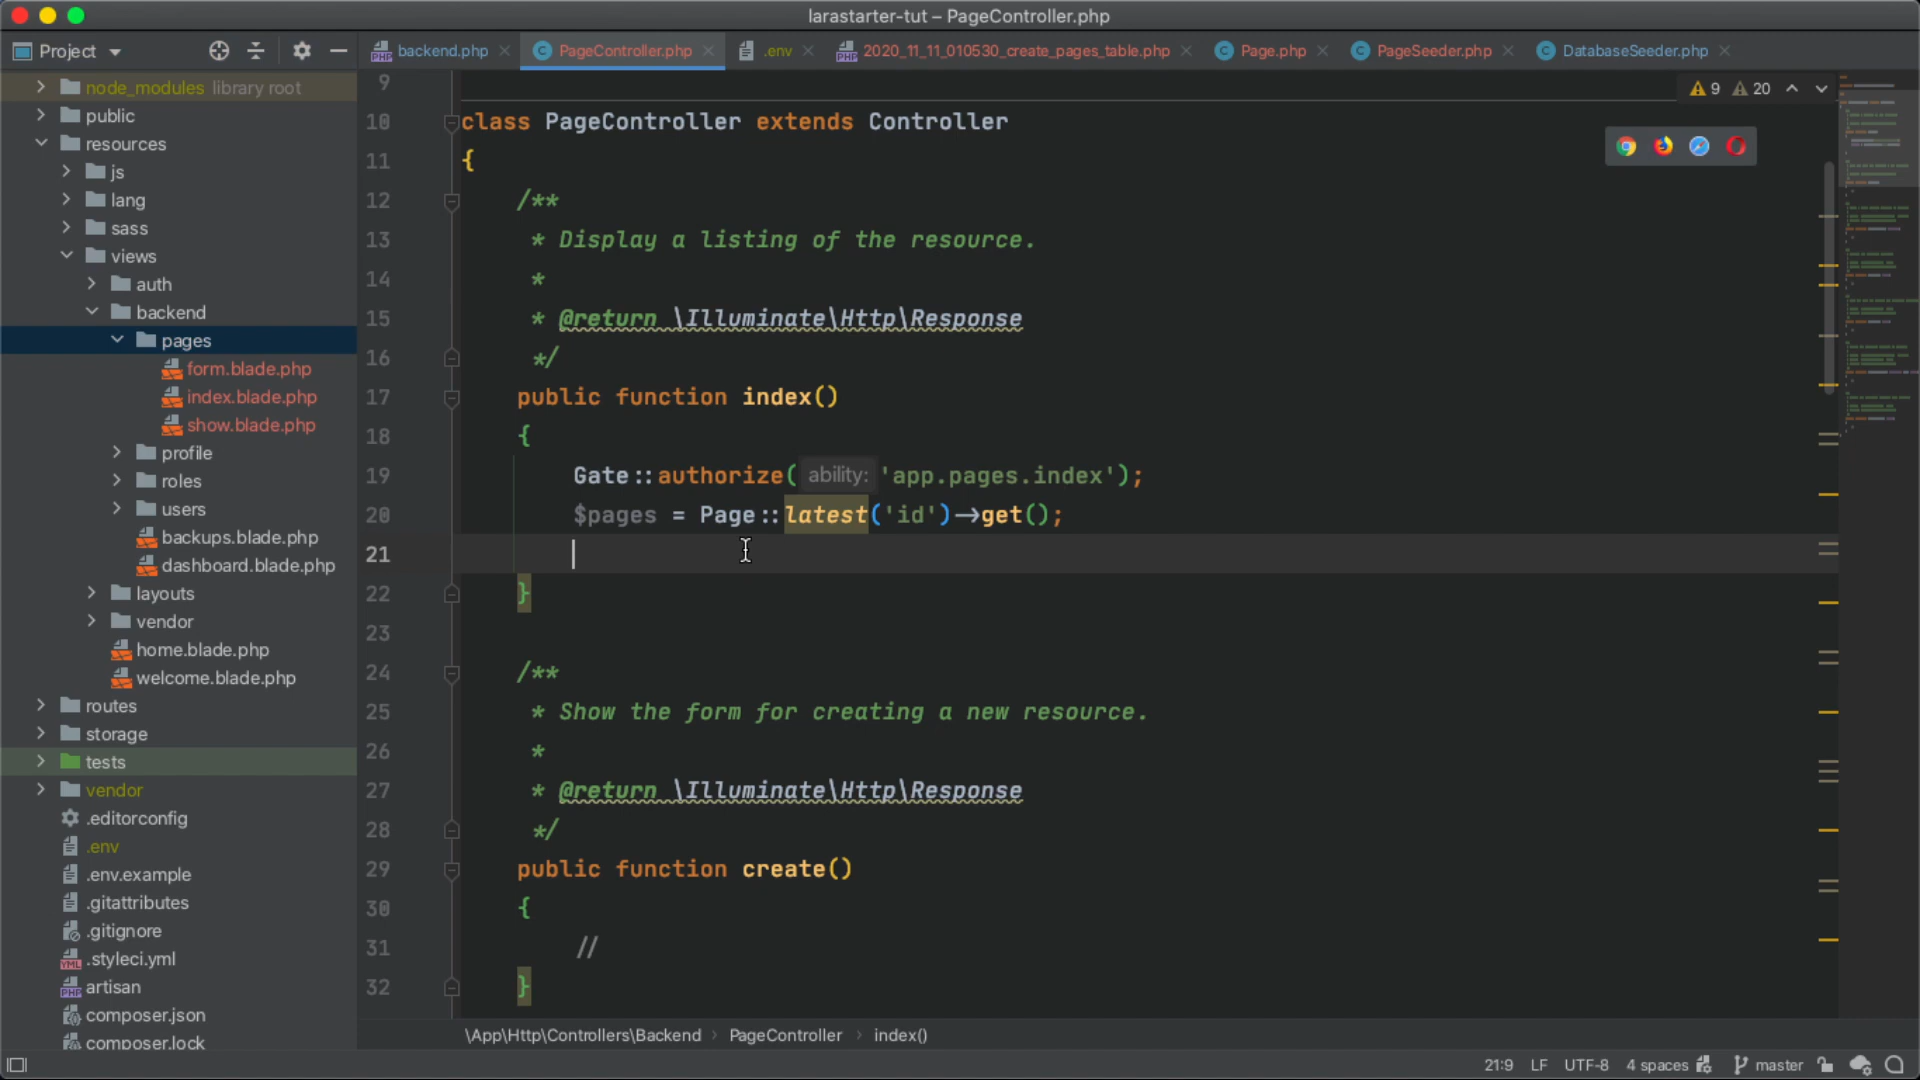 larastarter-tut – PageController.php
Project
backend.php
PageController.php
.env
2020_11_11_010530_create_pages_table.php
Page.php
PageSeeder.php
DatabaseSeeder.php
node_modules library root
public
resources
js
lang
sass
views
auth
backend
pages
form.blade.php
index.blade.php
show.blade.php
profile
roles
users
backups.blade.php
dashboard.blade.php
layouts
vendor
home.blade.php
welcome.blade.php
routes
storage
tests
vendor
.editorconfig
.env
.env.example
.gitattributes
.gitignore
.styleci.yml
artisan
composer.json
composer.lock
9 20
9
10 class PageController extends Controller
11 {
12 /**
13 * Display a listing of the resource.
14 *
15 * @return \Illuminate\Http\Response
16 */
17 public function index()
18 {
19 Gate::authorize( ability: 'app.pages.index');
20 $pages = Page::latest('id')->get();
21
22 }
23
24 /**
25 * Show the form for creating a new resource.
26 *
27 * @return \Illuminate\Http\Response
28 */
29 public function create()
30 {
31 //
32 }
\App\Http\Controllers\Backend › PageController › index()
21:9 LF UTF-8 4 spaces master